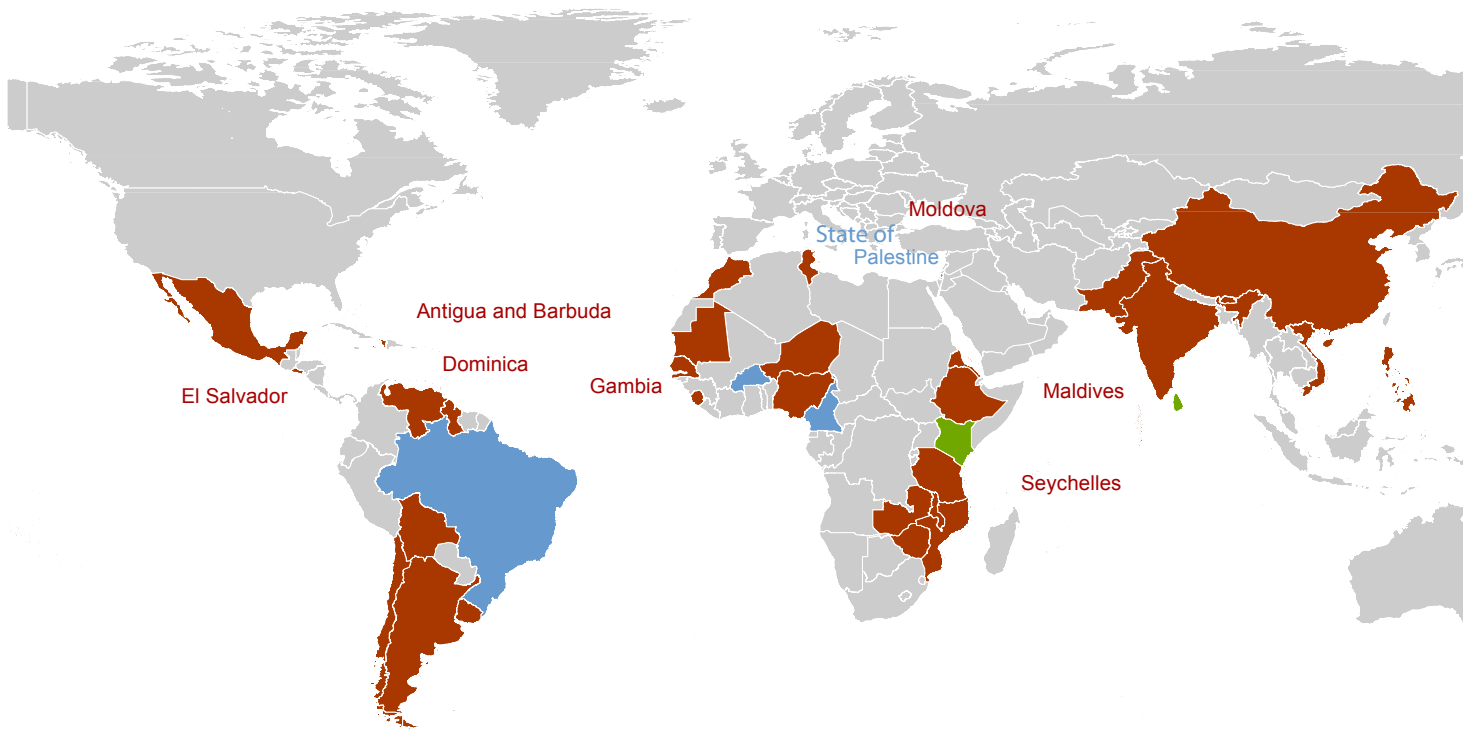 Moldova
State of
Palestine
Antigua and Barbuda
Dominica
El Salvador
Gambia
Maldives
Seychelles